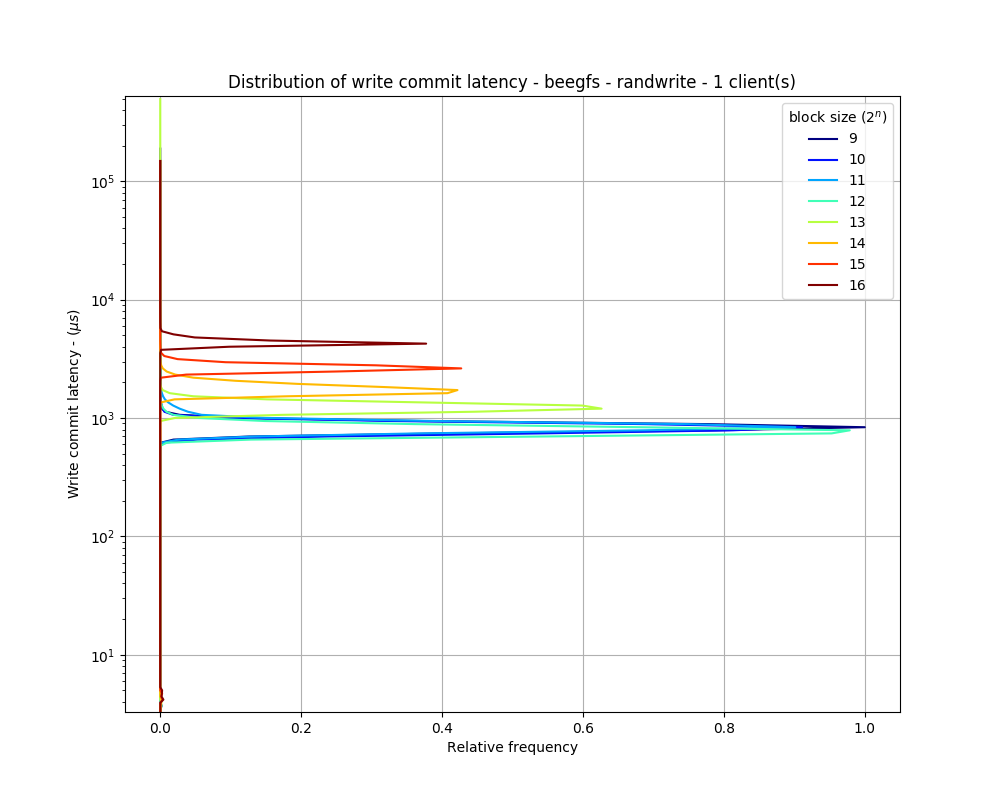 Distribution of write commit latency - beegfs - randwrite - 1 client(s)
block size (2ⁿ)
9
10
11
12
13
14
15
16
10⁵
10⁴
10³
10²
10¹
Write commit latency - (μs)
0.0 0.2 0.4 0.6 0.8 1.0
Relative frequency